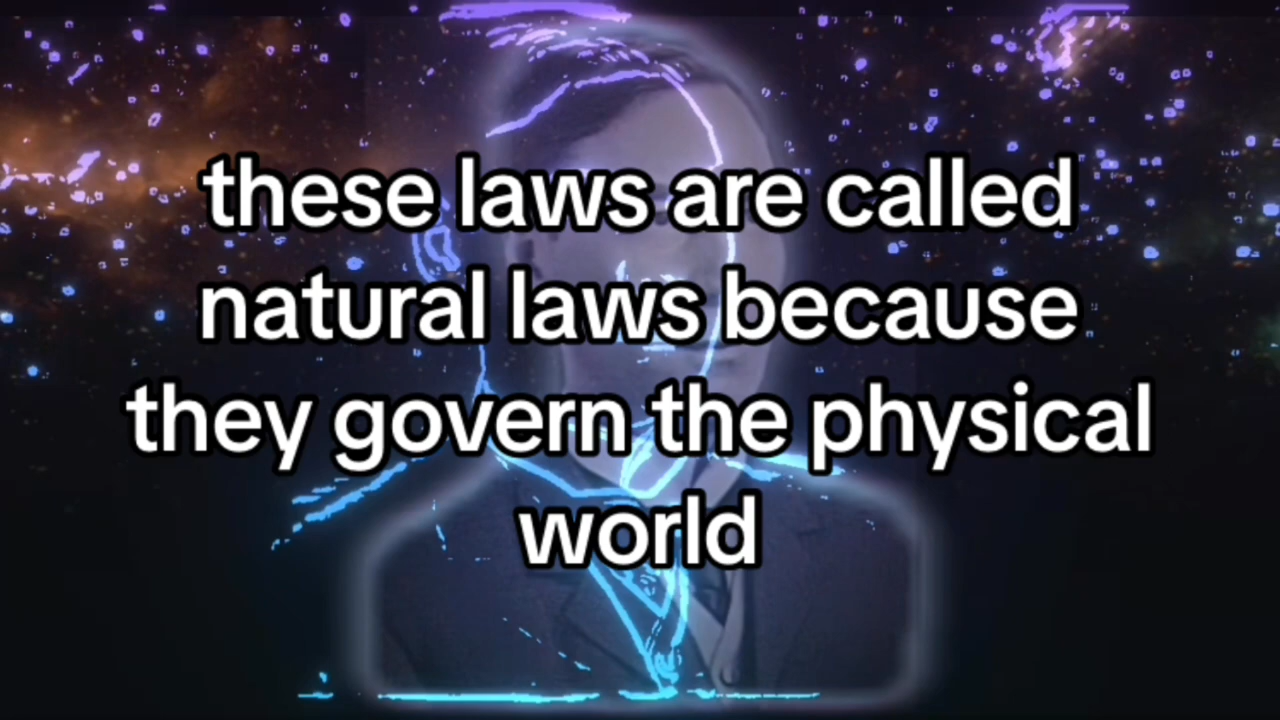 these laws are called
natural laws because
they govern the physical
world